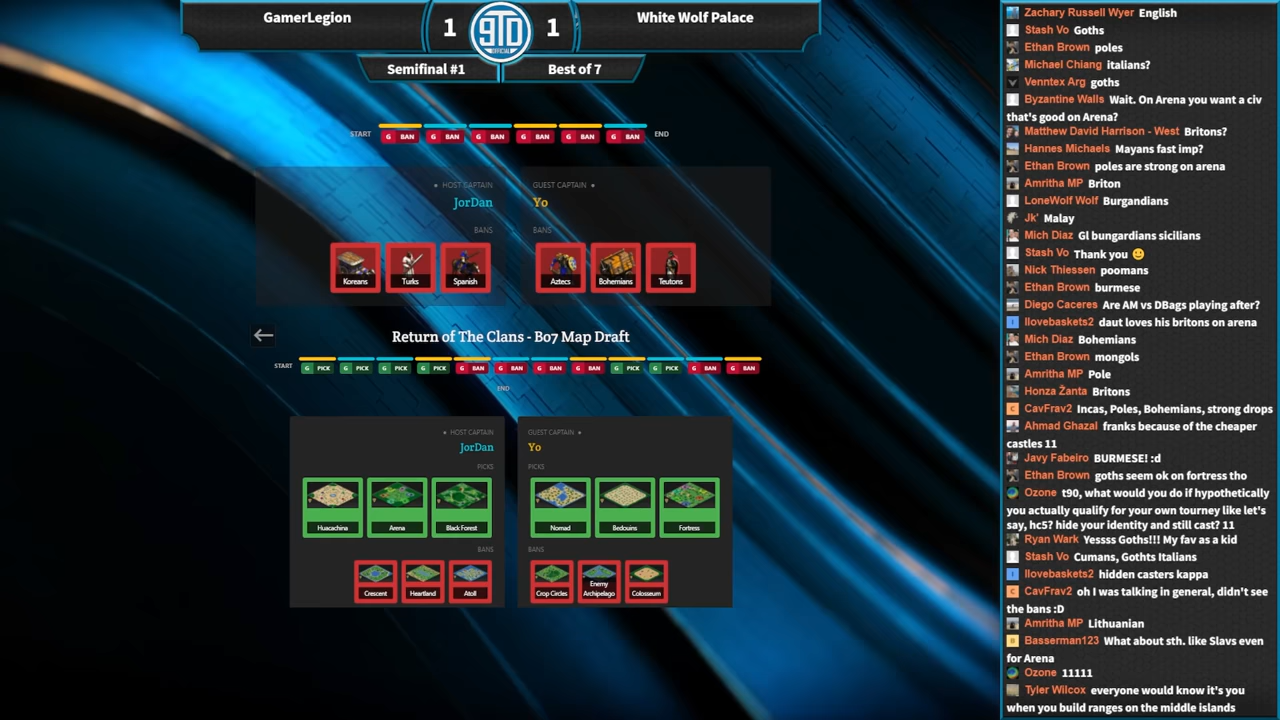 GamerLegion
1
GTD
OFFICIAL
1
White Wolf Palace
Semifinal #1
Best of 7
START
G BAN
G BAN
G BAN
G BAN
G BAN
G BAN
END
HOST CAPTAIN
JorDan
BANS
Koreans
Turks
Spanish
GUEST CAPTAIN
Yo
BANS
Aztecs
Bohemians
Teutons
Return of The Clans - Bo7 Map Draft
START
G PICK
G PICK
G PICK
G PICK
G BAN
G BAN
G BAN
G BAN
G PICK
G PICK
G BAN
G BAN
END
HOST CAPTAIN
JorDan
PICKS
Huacachina
Arena
Black Forest
BANS
Crescent
Heartland
Atoll
GUEST CAPTAIN
Yo
PICKS
Nomad
Bedouins
Fortress
BANS
Crop Circles
Enemy
Archipelago
Colosseum
Zachary Russell Wyer English
Stash Vo Goths
Ethan Brown poles
Michael Chiang italians?
Venntex Arg goths
Byzantine Walls Wait. On Arena you want a civ
that's good on Arena?
Matthew David Harrison - West Britons?
Hannes Michaels Mayans fast imp?
Ethan Brown poles are strong on arena
Amritha MP Briton
LoneWolf Wolf Burgandians
Jk' Malay
Mich Diaz Gl bungardians sicilians
Stash Vo Thank you 🙂
Nick Thiessen poomans
Ethan Brown burmese
Diego Caceres Are AM vs DBags playing after?
Ilovebaskets2 daut loves his britons on arena
Mich Diaz Bohemians
Ethan Brown mongols
Amritha MP Pole
Honza Žanta Britons
C CavFrav2 Incas, Poles, Bohemians, strong drops
Ahmad Ghazal franks because of the cheaper
castles 11
Javy Fabeiro BURMESE! :d
Ethan Brown goths seem ok on fortress tho
Ozone t90, what would you do if hypothetically
you actually qualify for your own tourney like let's
say, hc5? hide your identity and still cast? 11
Ryan Wark Yessss Goths!!! My fav as a kid
Stash Vo Cumans, Gothts Italians
Ilovebaskets2 hidden casters kappa
C CavFrav2 oh I was talking in general, didn't see
the bans :D
Amritha MP Lithuanian
B Basserman123 What about sth. like Slavs even
for Arena
Ozone 11111
Tyler Wilcox everyone would know it's you
when you build ranges on the middle islands